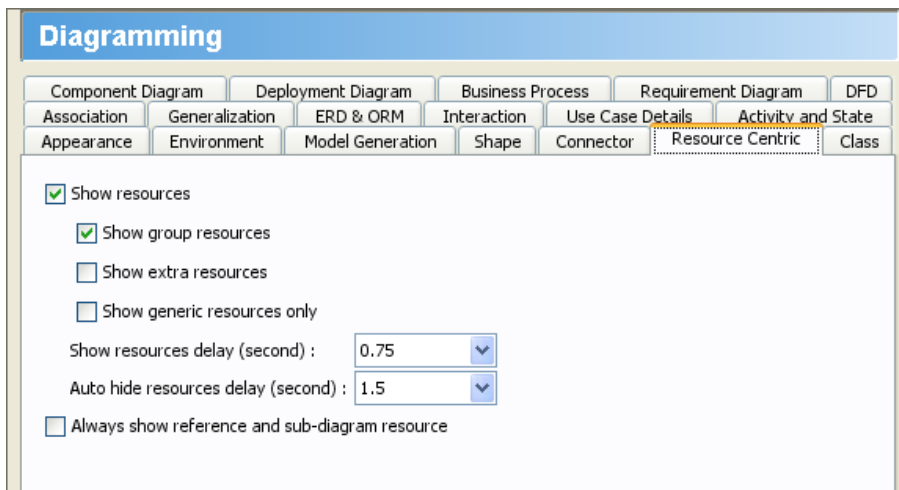 Diagramming
Component Diagram Deployment Diagram Business Process Requirement Diagram DFD
Association Generalization ERD & ORM Interaction Use Case Details Activity and State
Appearance Environment Model Generation Shape Connector Resource Centric Class
Show resources
Show group resources
Show extra resources
Show generic resources only
Show resources delay (second) : 0.75
Auto hide resources delay (second) : 1.5
Always show reference and sub-diagram resource